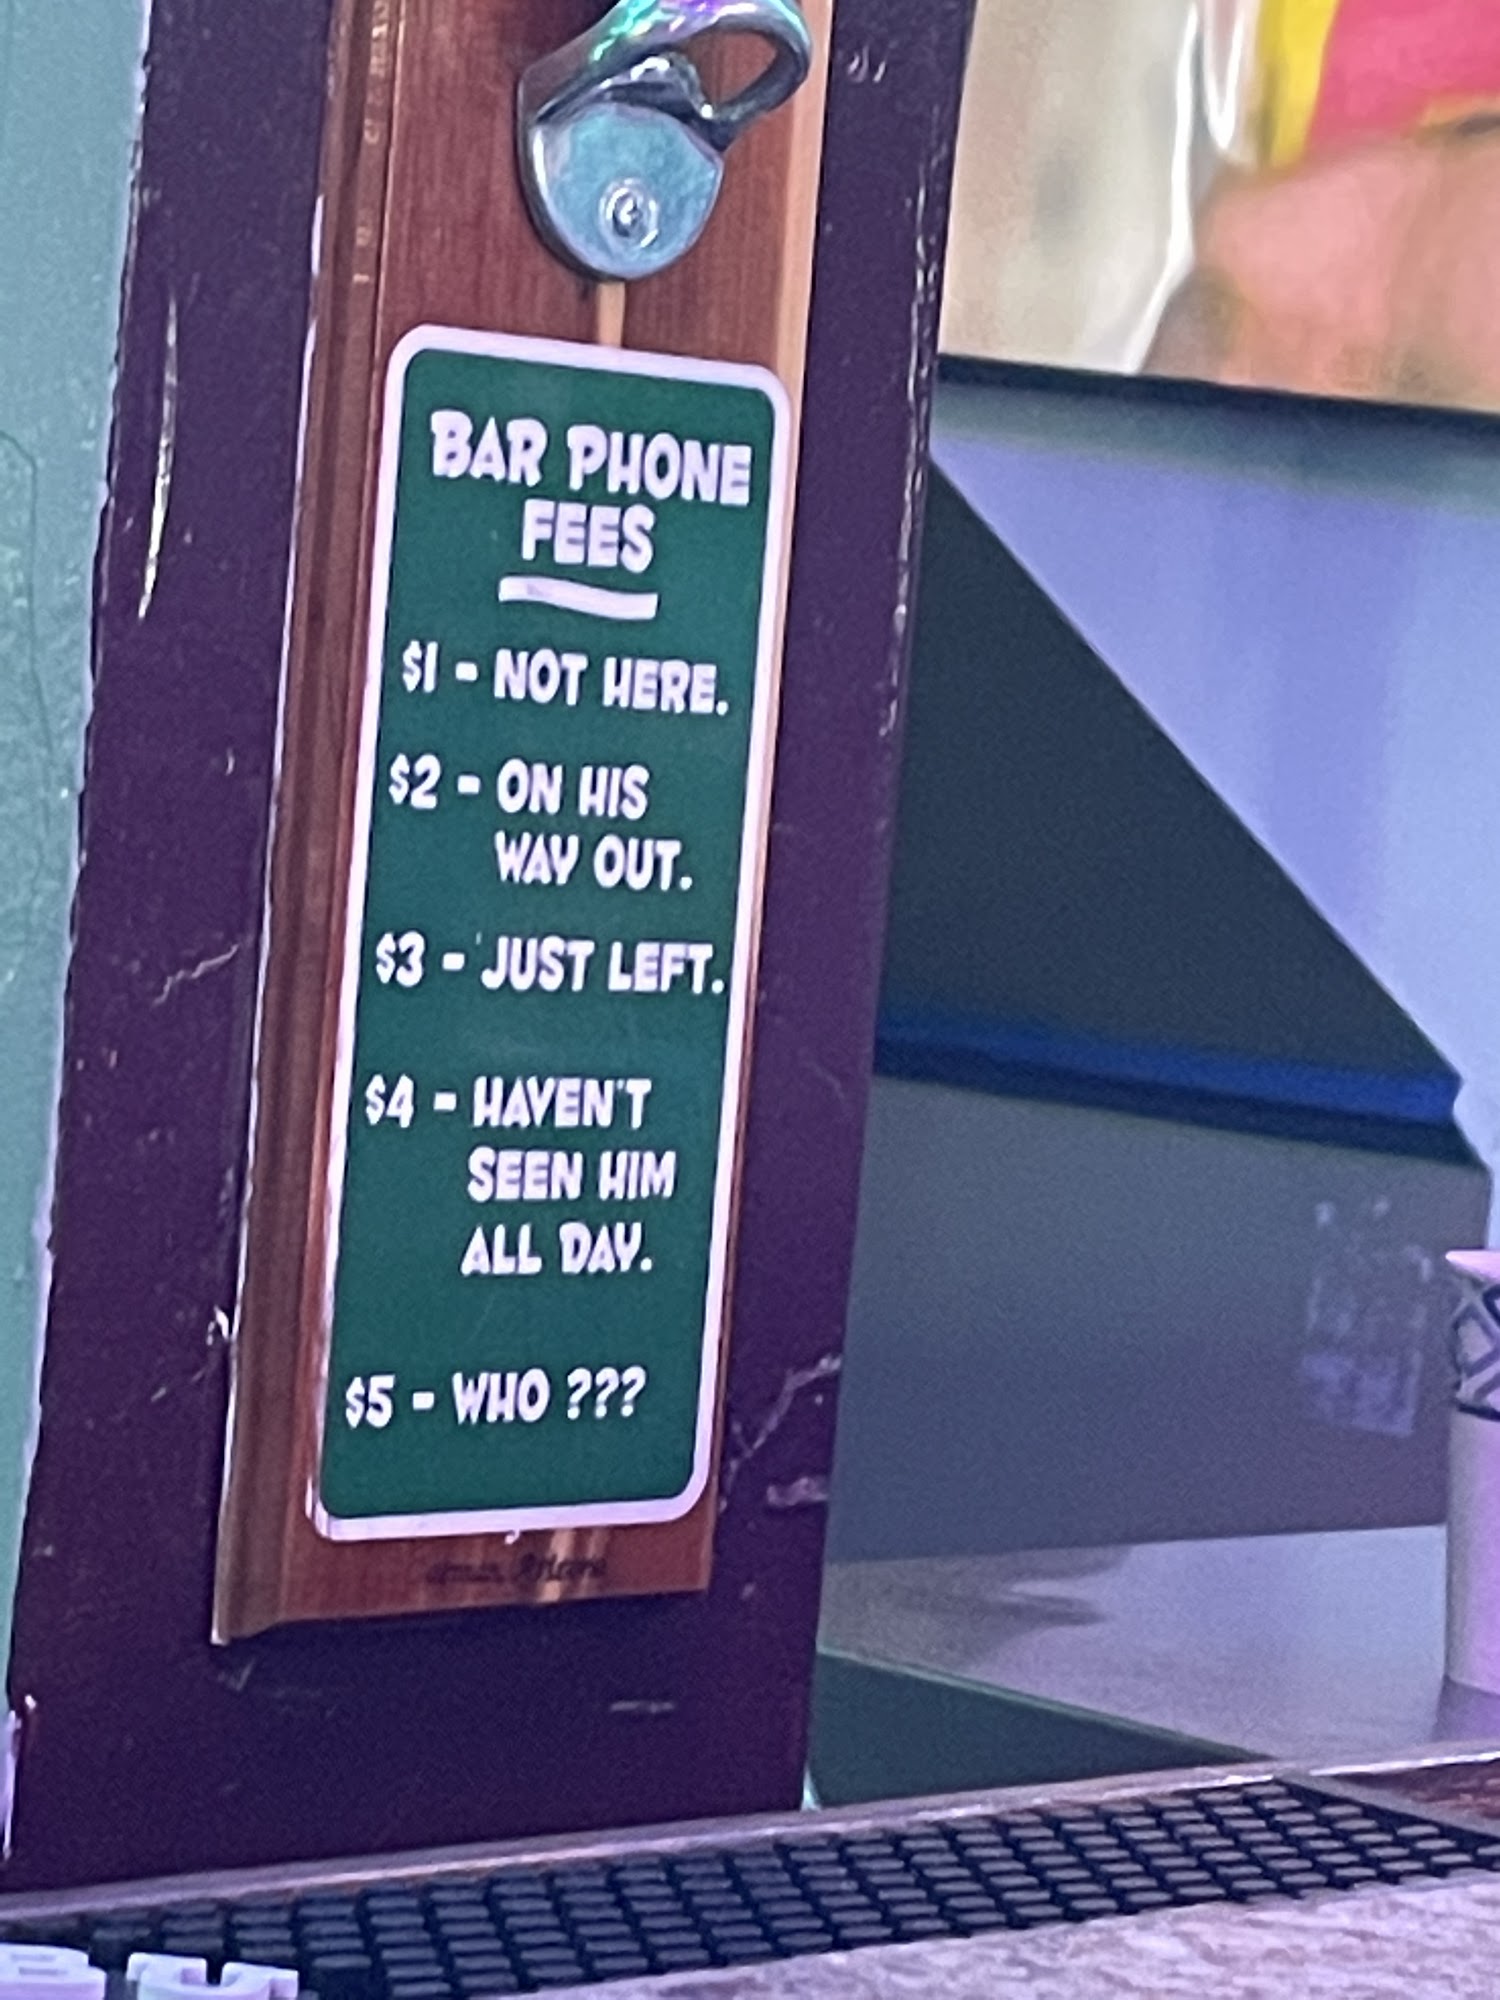 BAR PHONE
FEES
$1 - NOT HERE.
$2 - ON HIS
WAY OUT.
$3 - JUST LEFT.
$4 - HAVEN'T
SEEN HIM
ALL DAY.
$5 - WHO ???
Arizona